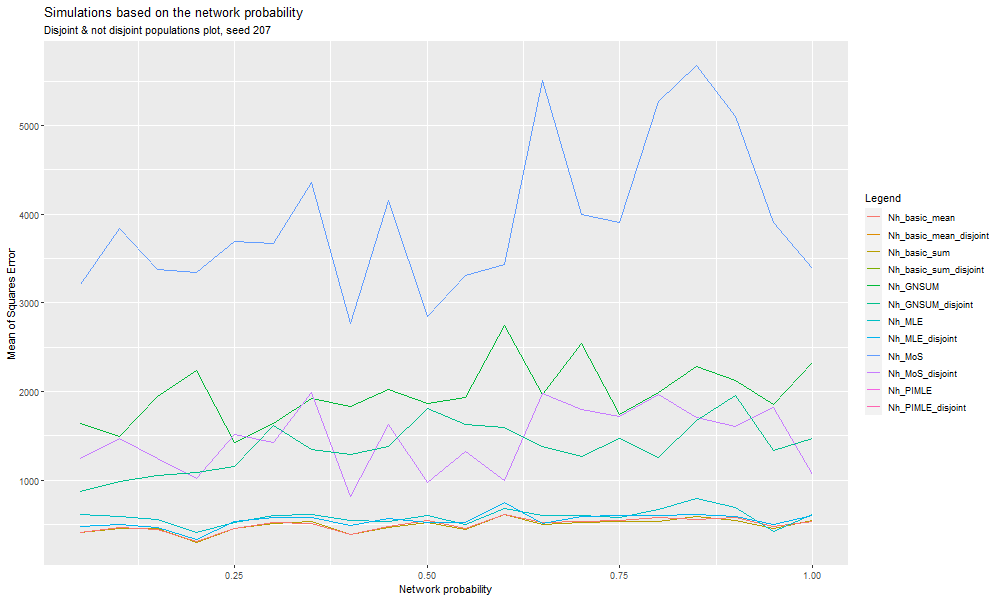 Simulations based on the network probability
Disjoint & not disjoint populations plot, seed 207
Mean of Squares Error
5000
4000
3000
2000
1000
0.25
0.50
0.75
1.00
Network probability
Legend
Nh_basic_mean
Nh_basic_mean_disjoint
Nh_basic_sum
Nh_basic_sum_disjoint
Nh_GNSUM
Nh_GNSUM_disjoint
Nh_MLE
Nh_MLE_disjoint
Nh_MoS
Nh_MoS_disjoint
Nh_PIMLE
Nh_PIMLE_disjoint